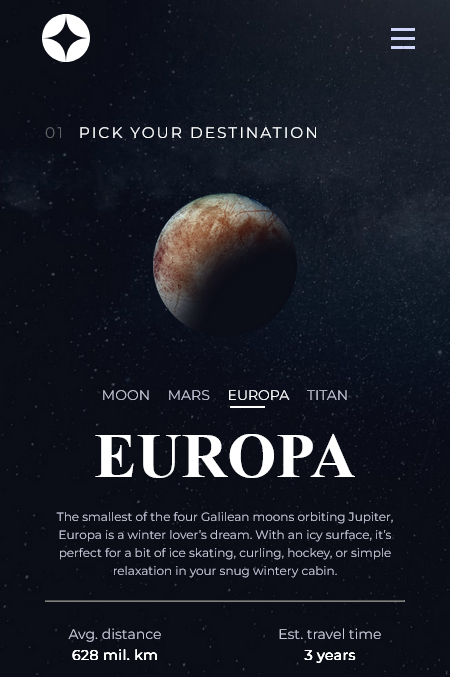 01 PICK YOUR DESTINATION
MOON MARS EUROPA TITAN
EUROPA
The smallest of the four Galilean moons orbiting Jupiter,
Europa is a winter lover's dream. With an icy surface, it's
perfect for a bit of ice skating, curling, hockey, or simple
relaxation in your snug wintery cabin.
Avg. distance Est. travel time
628 mil. km 3 years